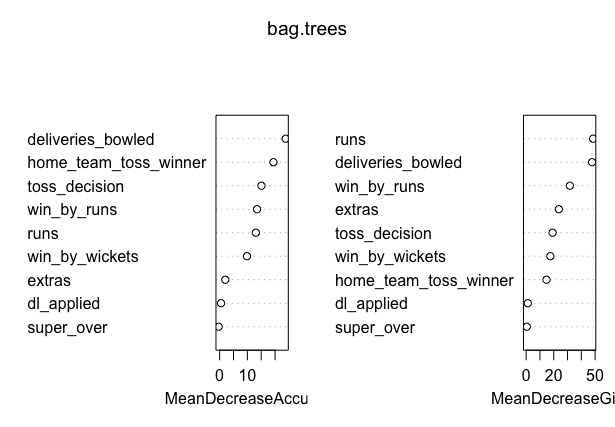 bag.trees
deliveries_bowled
home_team_toss_winner
toss_decision
win_by_runs
runs
win_by_wickets
extras
dl_applied
super_over
0 10
MeanDecreaseAccu
runs
deliveries_bowled
win_by_runs
extras
toss_decision
win_by_wickets
home_team_toss_winner
dl_applied
super_over
0 20 50
MeanDecreaseGi